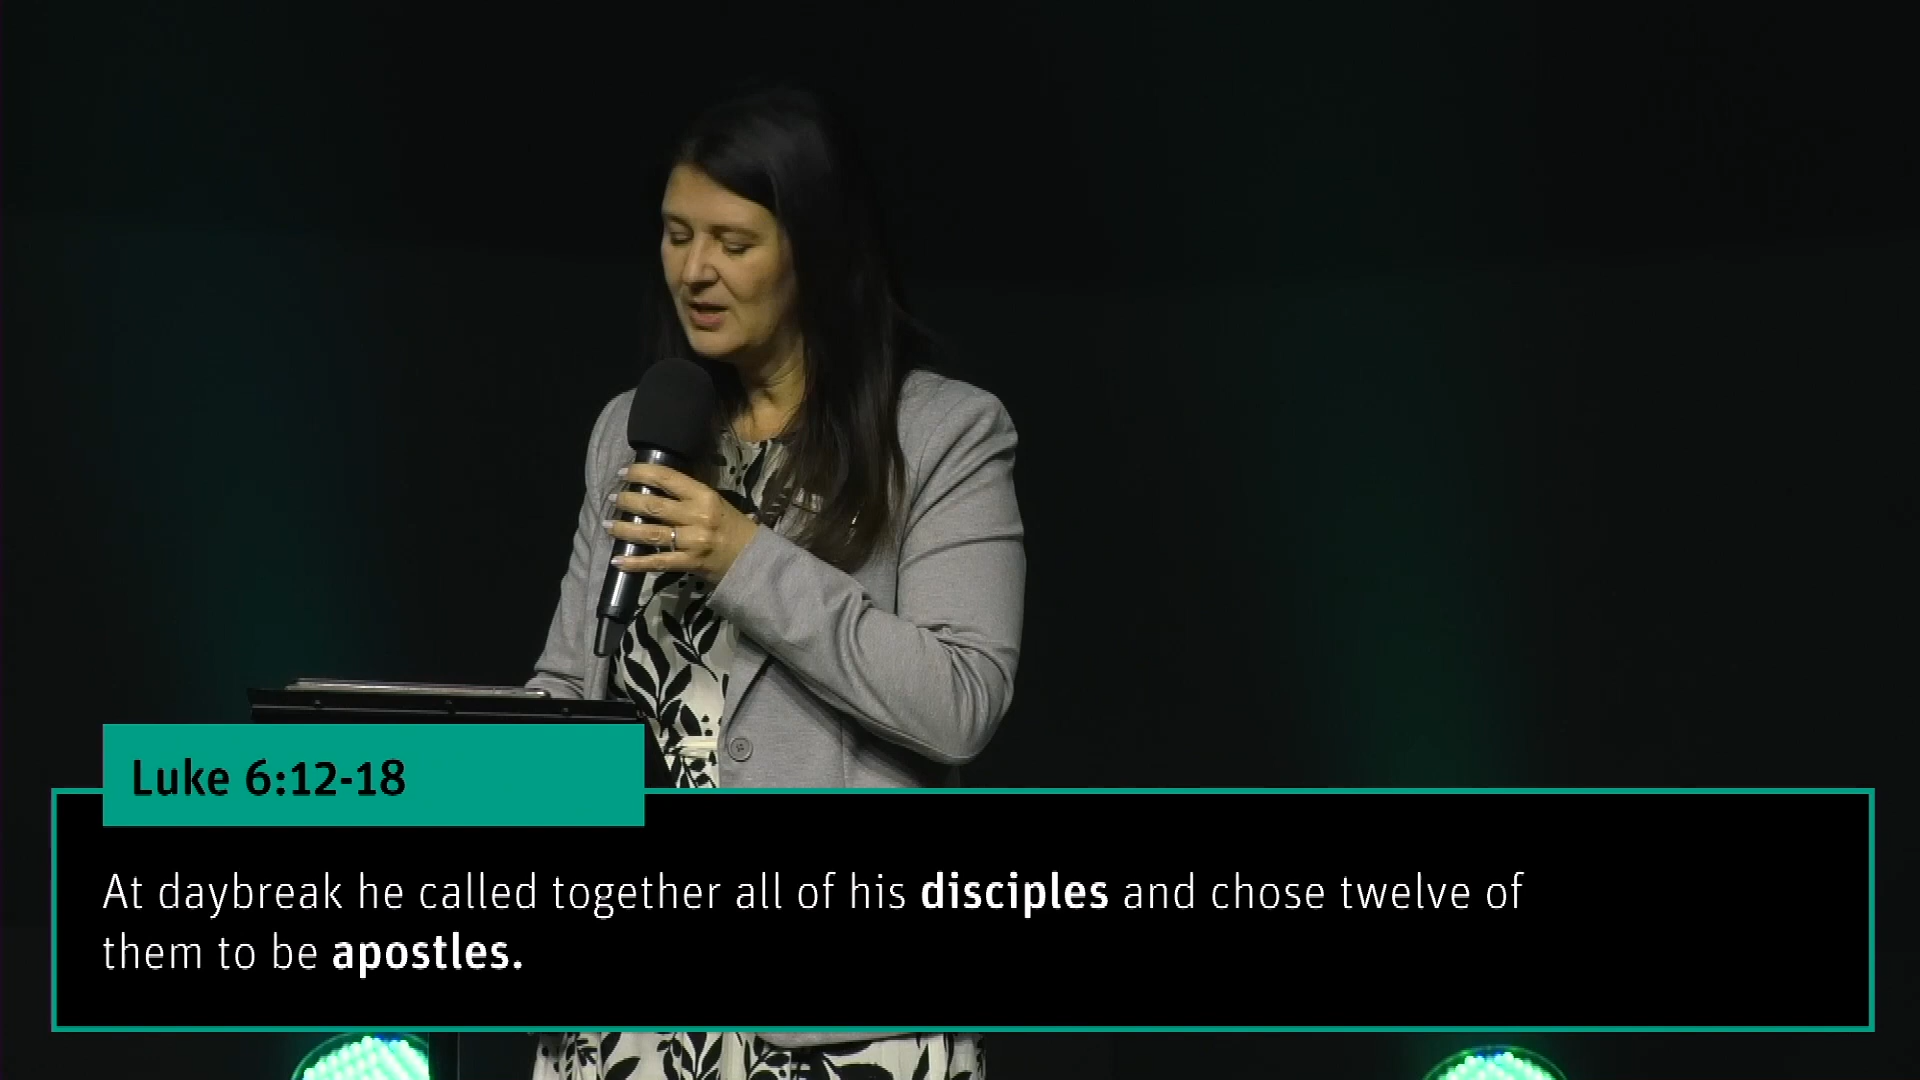 Luke 6:12-18
At daybreak he called together all of his disciples and chose twelve of
them to be apostles.